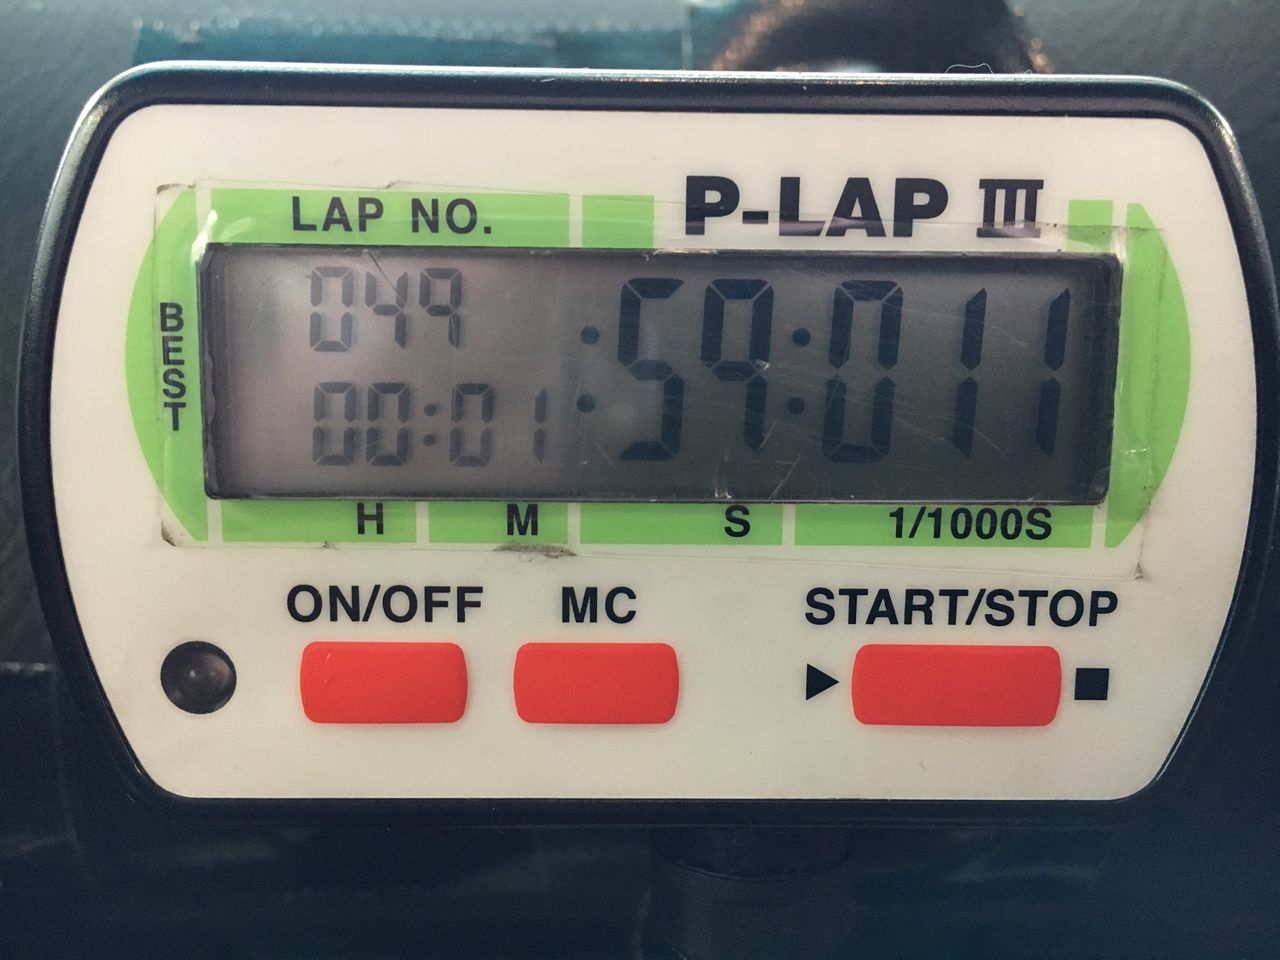 P-LAP III
LAP NO.
BEST
049
00:01:59:011
H M S 1/1000S
ON/OFF MC START/STOP